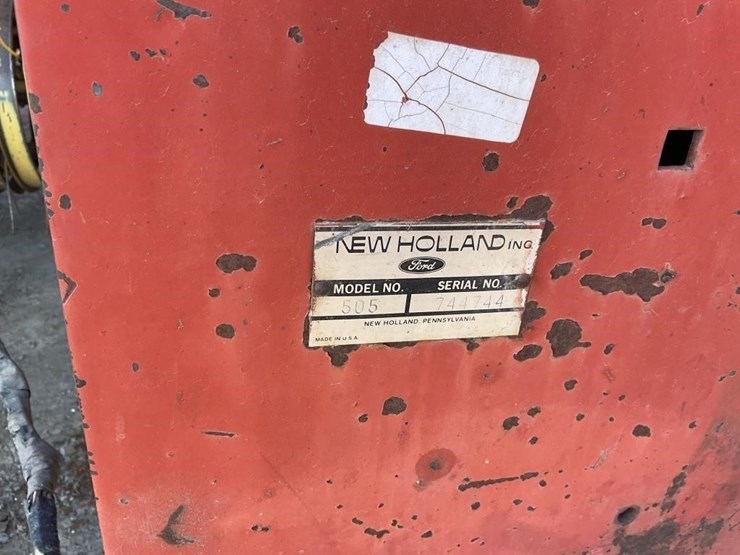 NEW HOLLAND INC
Ford
MODEL NO. SERIAL NO.
505 744744
NEW HOLLAND, PENNSYLVANIA
MADE IN U S A